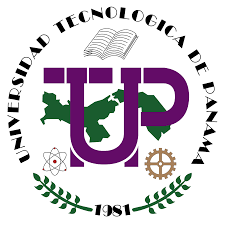 UNIVERSIDAD TECNOLOGICA DE PANAMA
UTP
1981